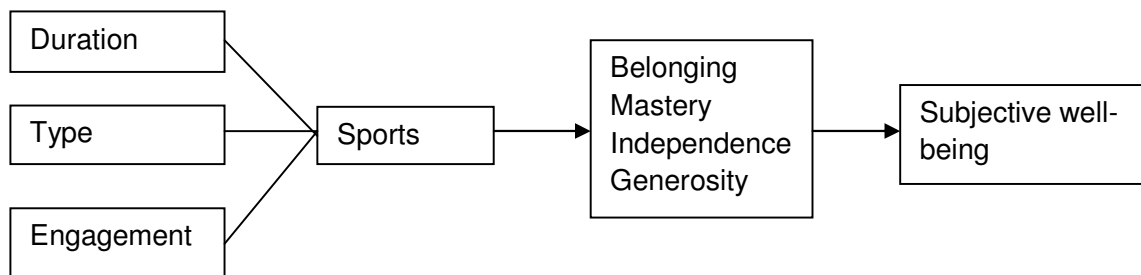 Duration
Type
Engagement
Sports
Belonging
Mastery
Independence
Generosity
Subjective well-
being